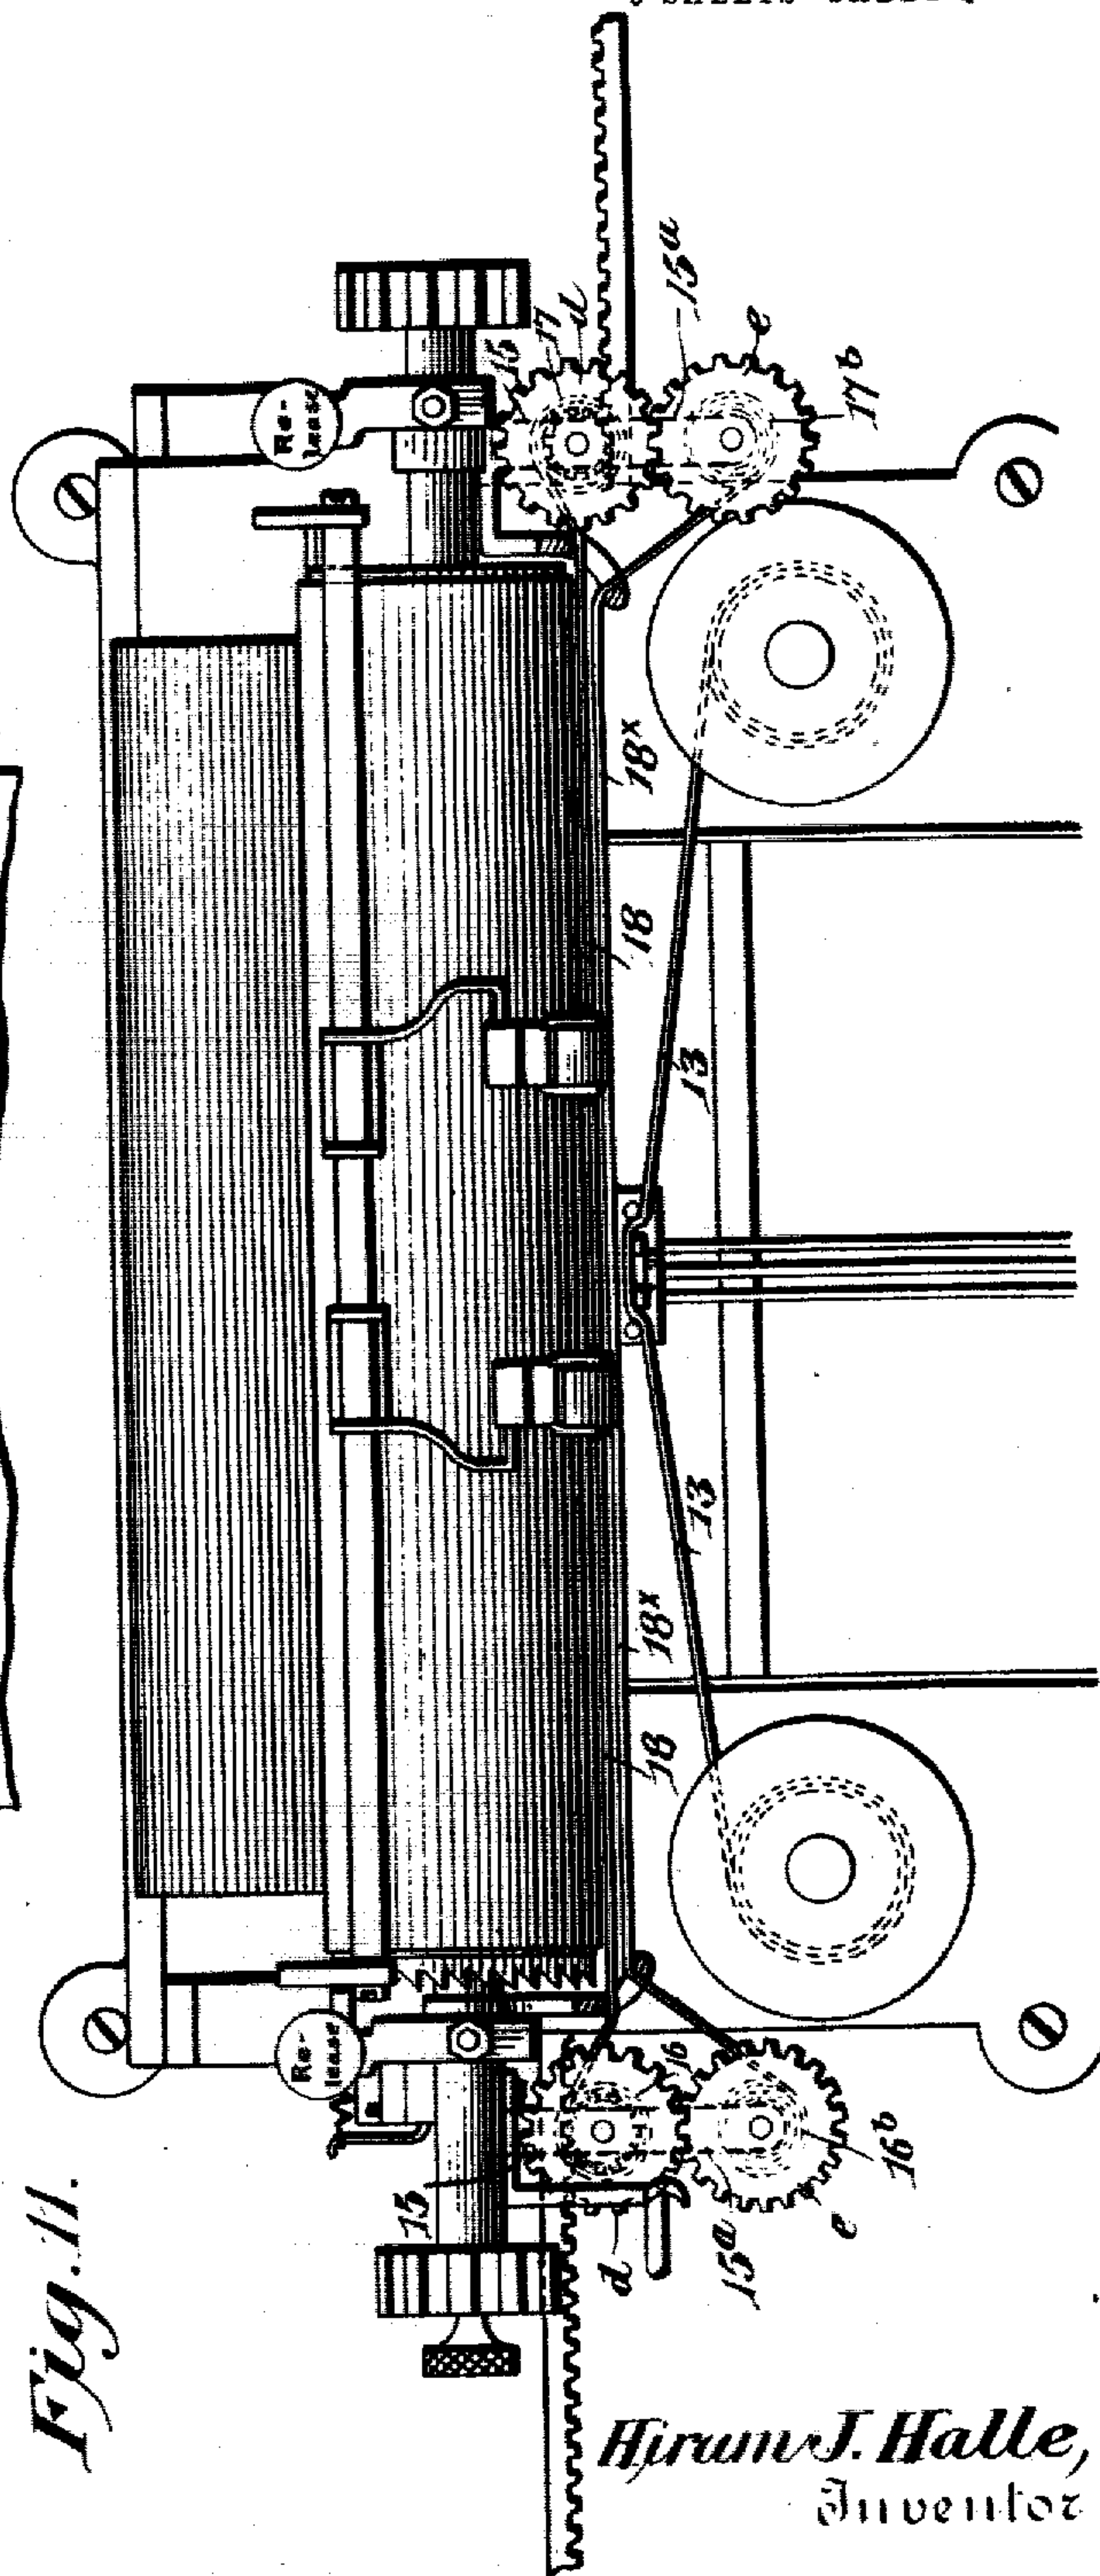 Fig. 11.
Re-
lease
Re-
lease
16
17
d
15ª
e
17ᵇ
18ˣ
18
13
13
18ˣ
18
15
16
d
15ª
e
16ᵇ
Hiram J. Halle,
Inventor